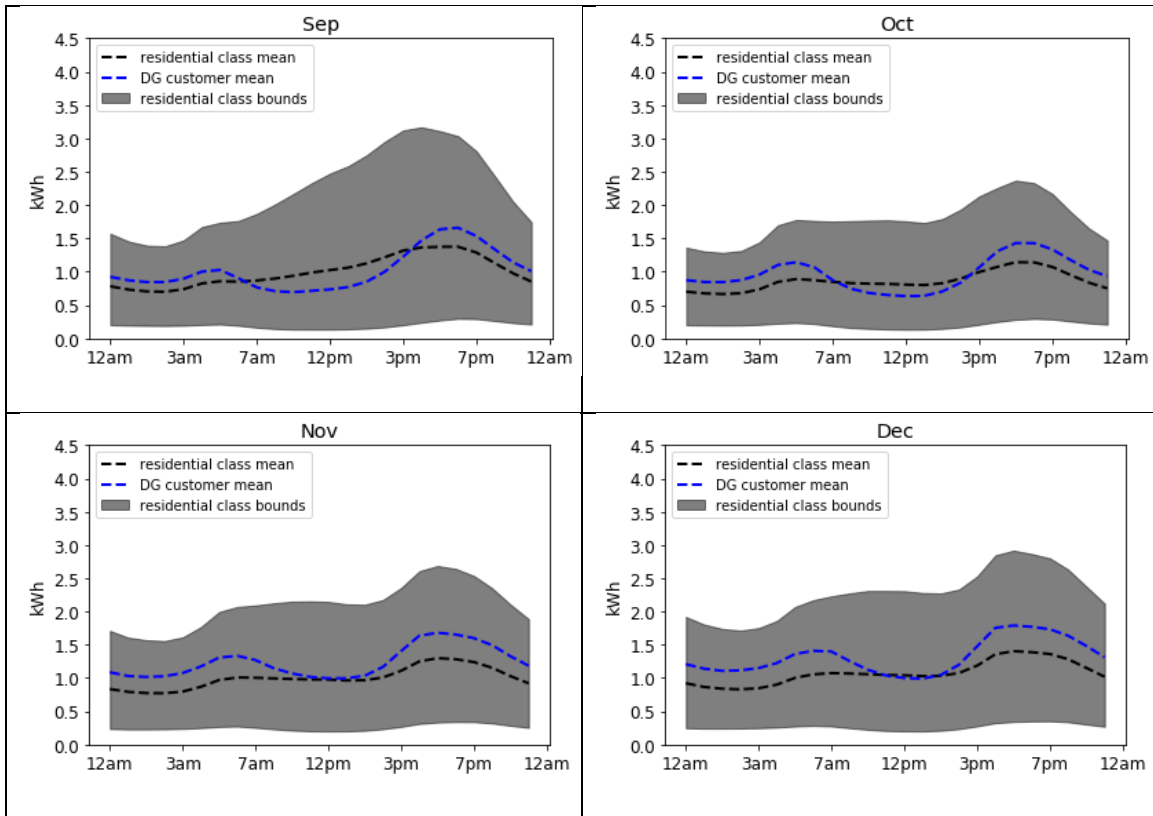 Sep
4.5
4.0
3.5
3.0
2.5
2.0
1.5
1.0
0.5
0.0
kWh
residential class mean
DG customer mean
residential class bounds
12am 3am 7am 12pm 3pm 7pm 12am
Oct
4.5
4.0
3.5
3.0
2.5
2.0
1.5
1.0
0.5
0.0
kWh
residential class mean
DG customer mean
residential class bounds
12am 3am 7am 12pm 3pm 7pm 12am
Nov
4.5
4.0
3.5
3.0
2.5
2.0
1.5
1.0
0.5
0.0
kWh
residential class mean
DG customer mean
residential class bounds
12am 3am 7am 12pm 3pm 7pm 12am
Dec
4.5
4.0
3.5
3.0
2.5
2.0
1.5
1.0
0.5
0.0
kWh
residential class mean
DG customer mean
residential class bounds
12am 3am 7am 12pm 3pm 7pm 12am